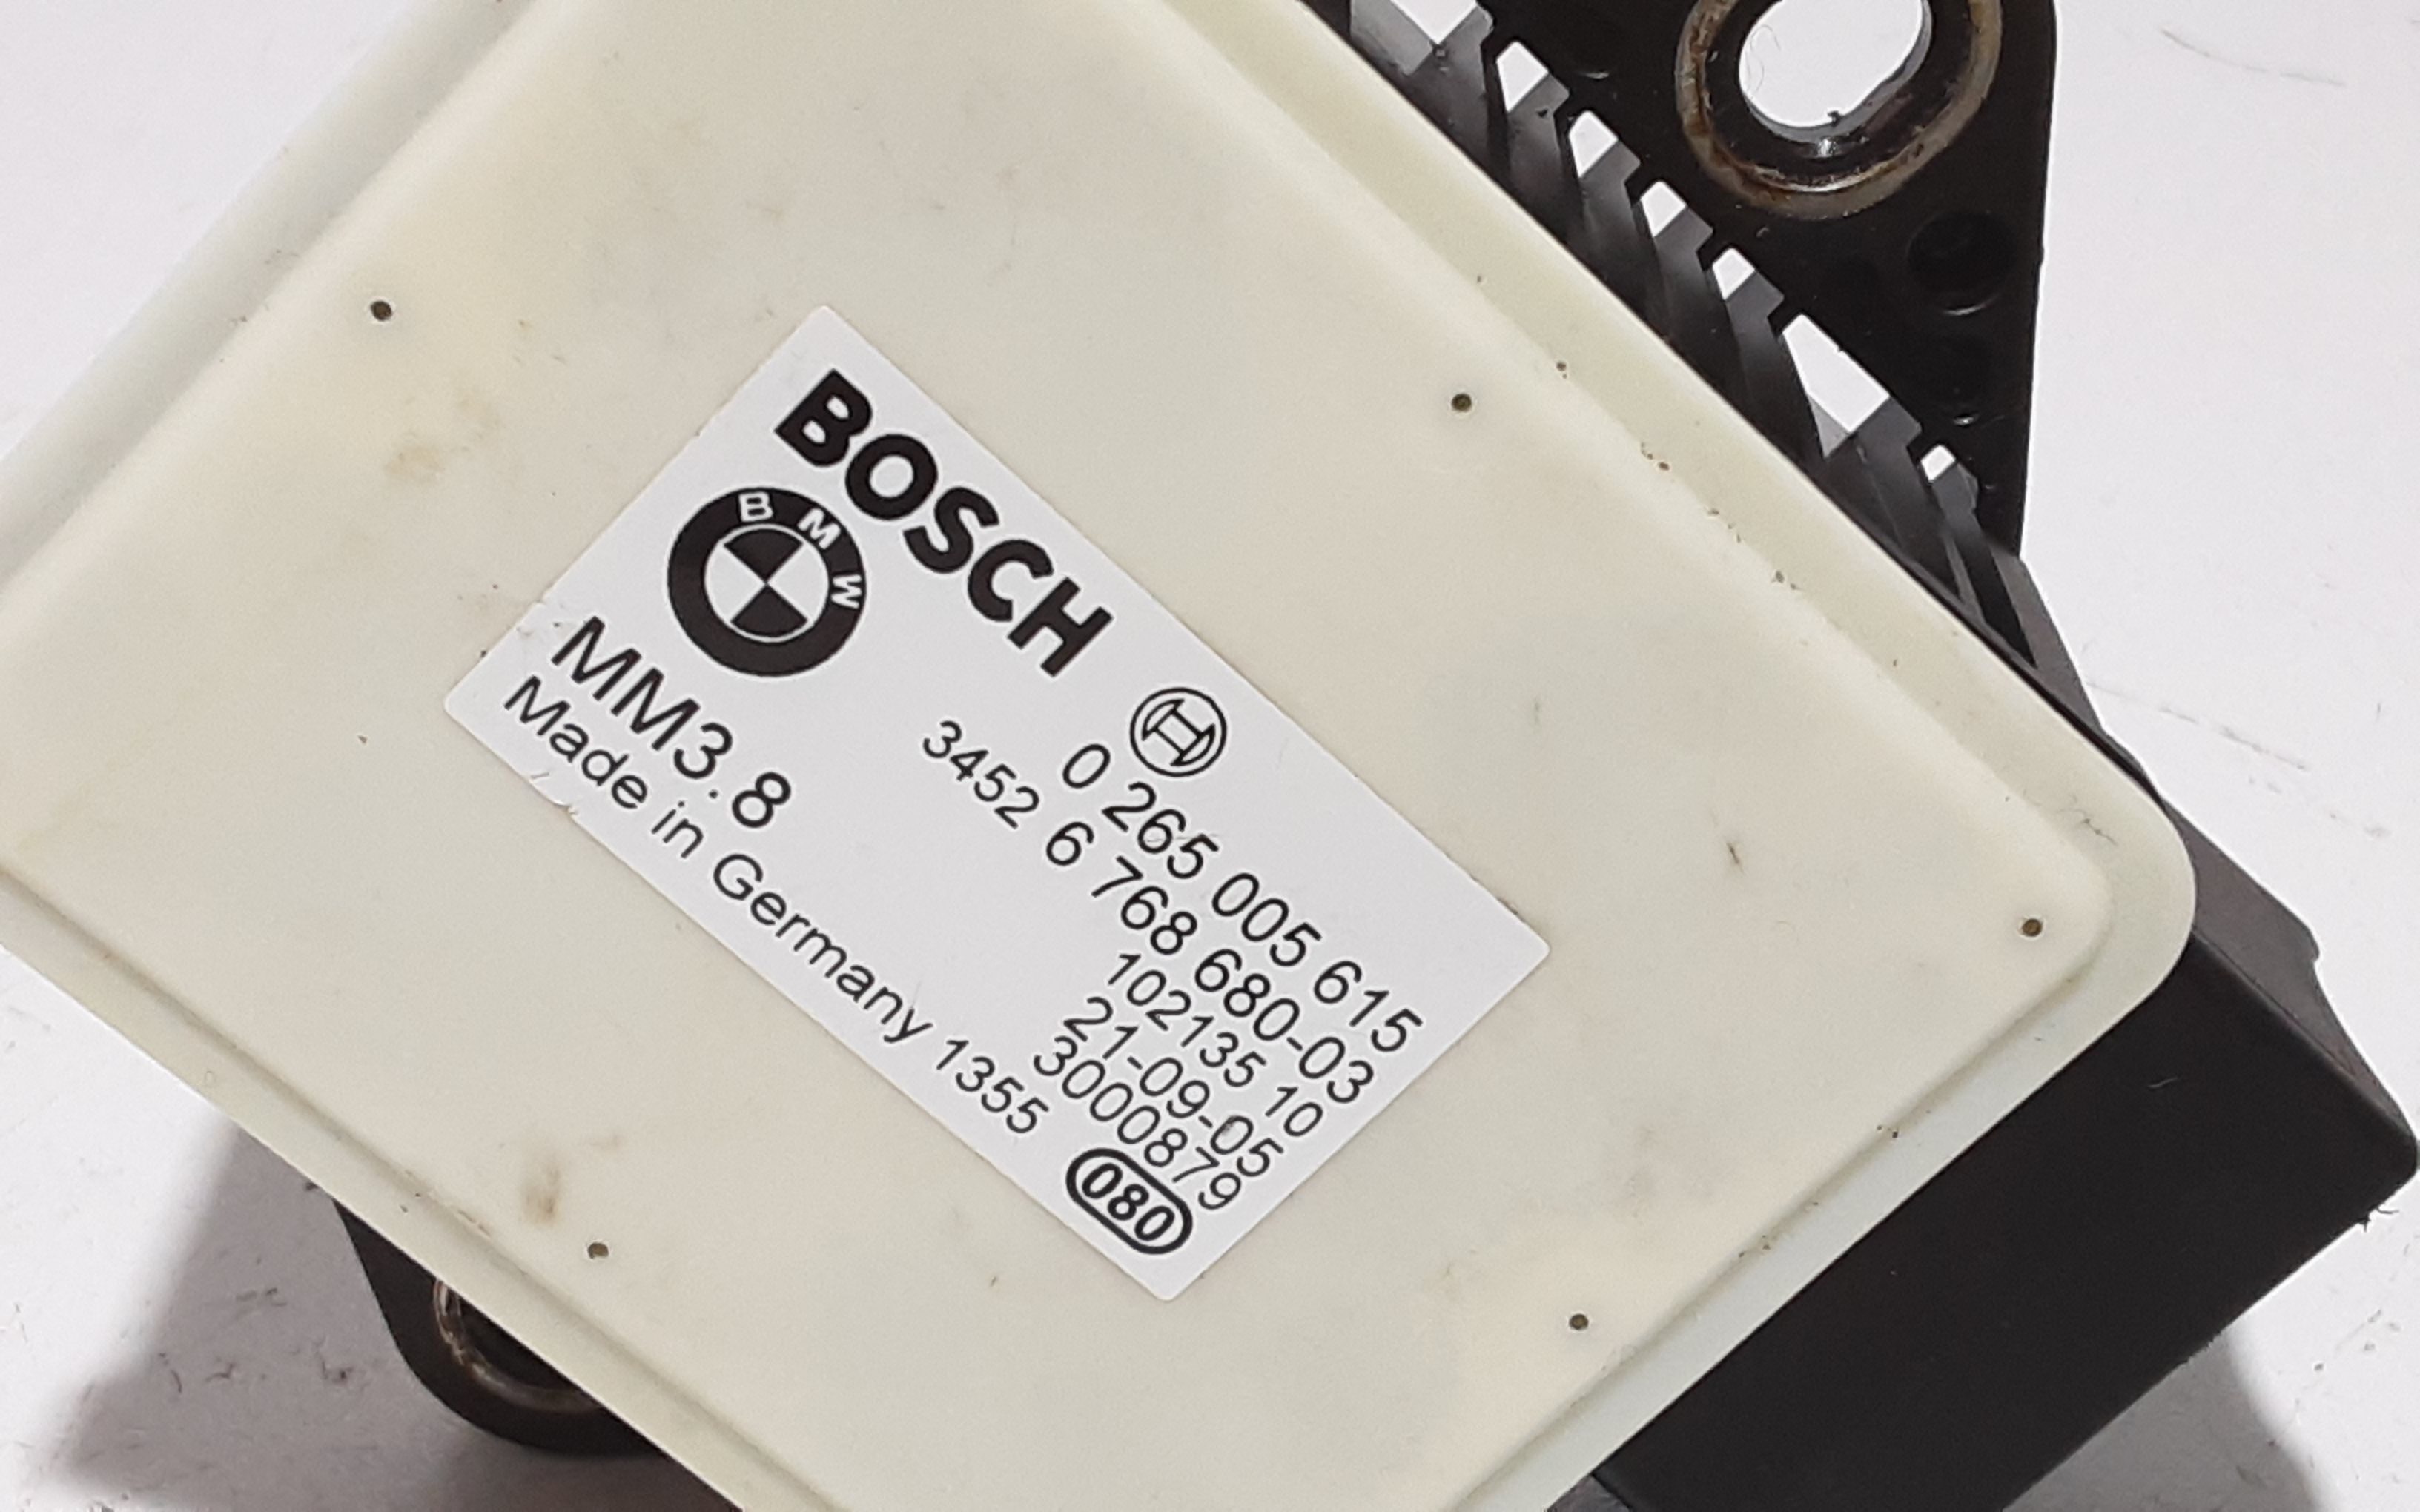 BOSCH
BMW
0 265 005 615
3452 6 768 680-03
102135 10
21-09-05
MM3.8
3000879
Made in Germany 1355
080